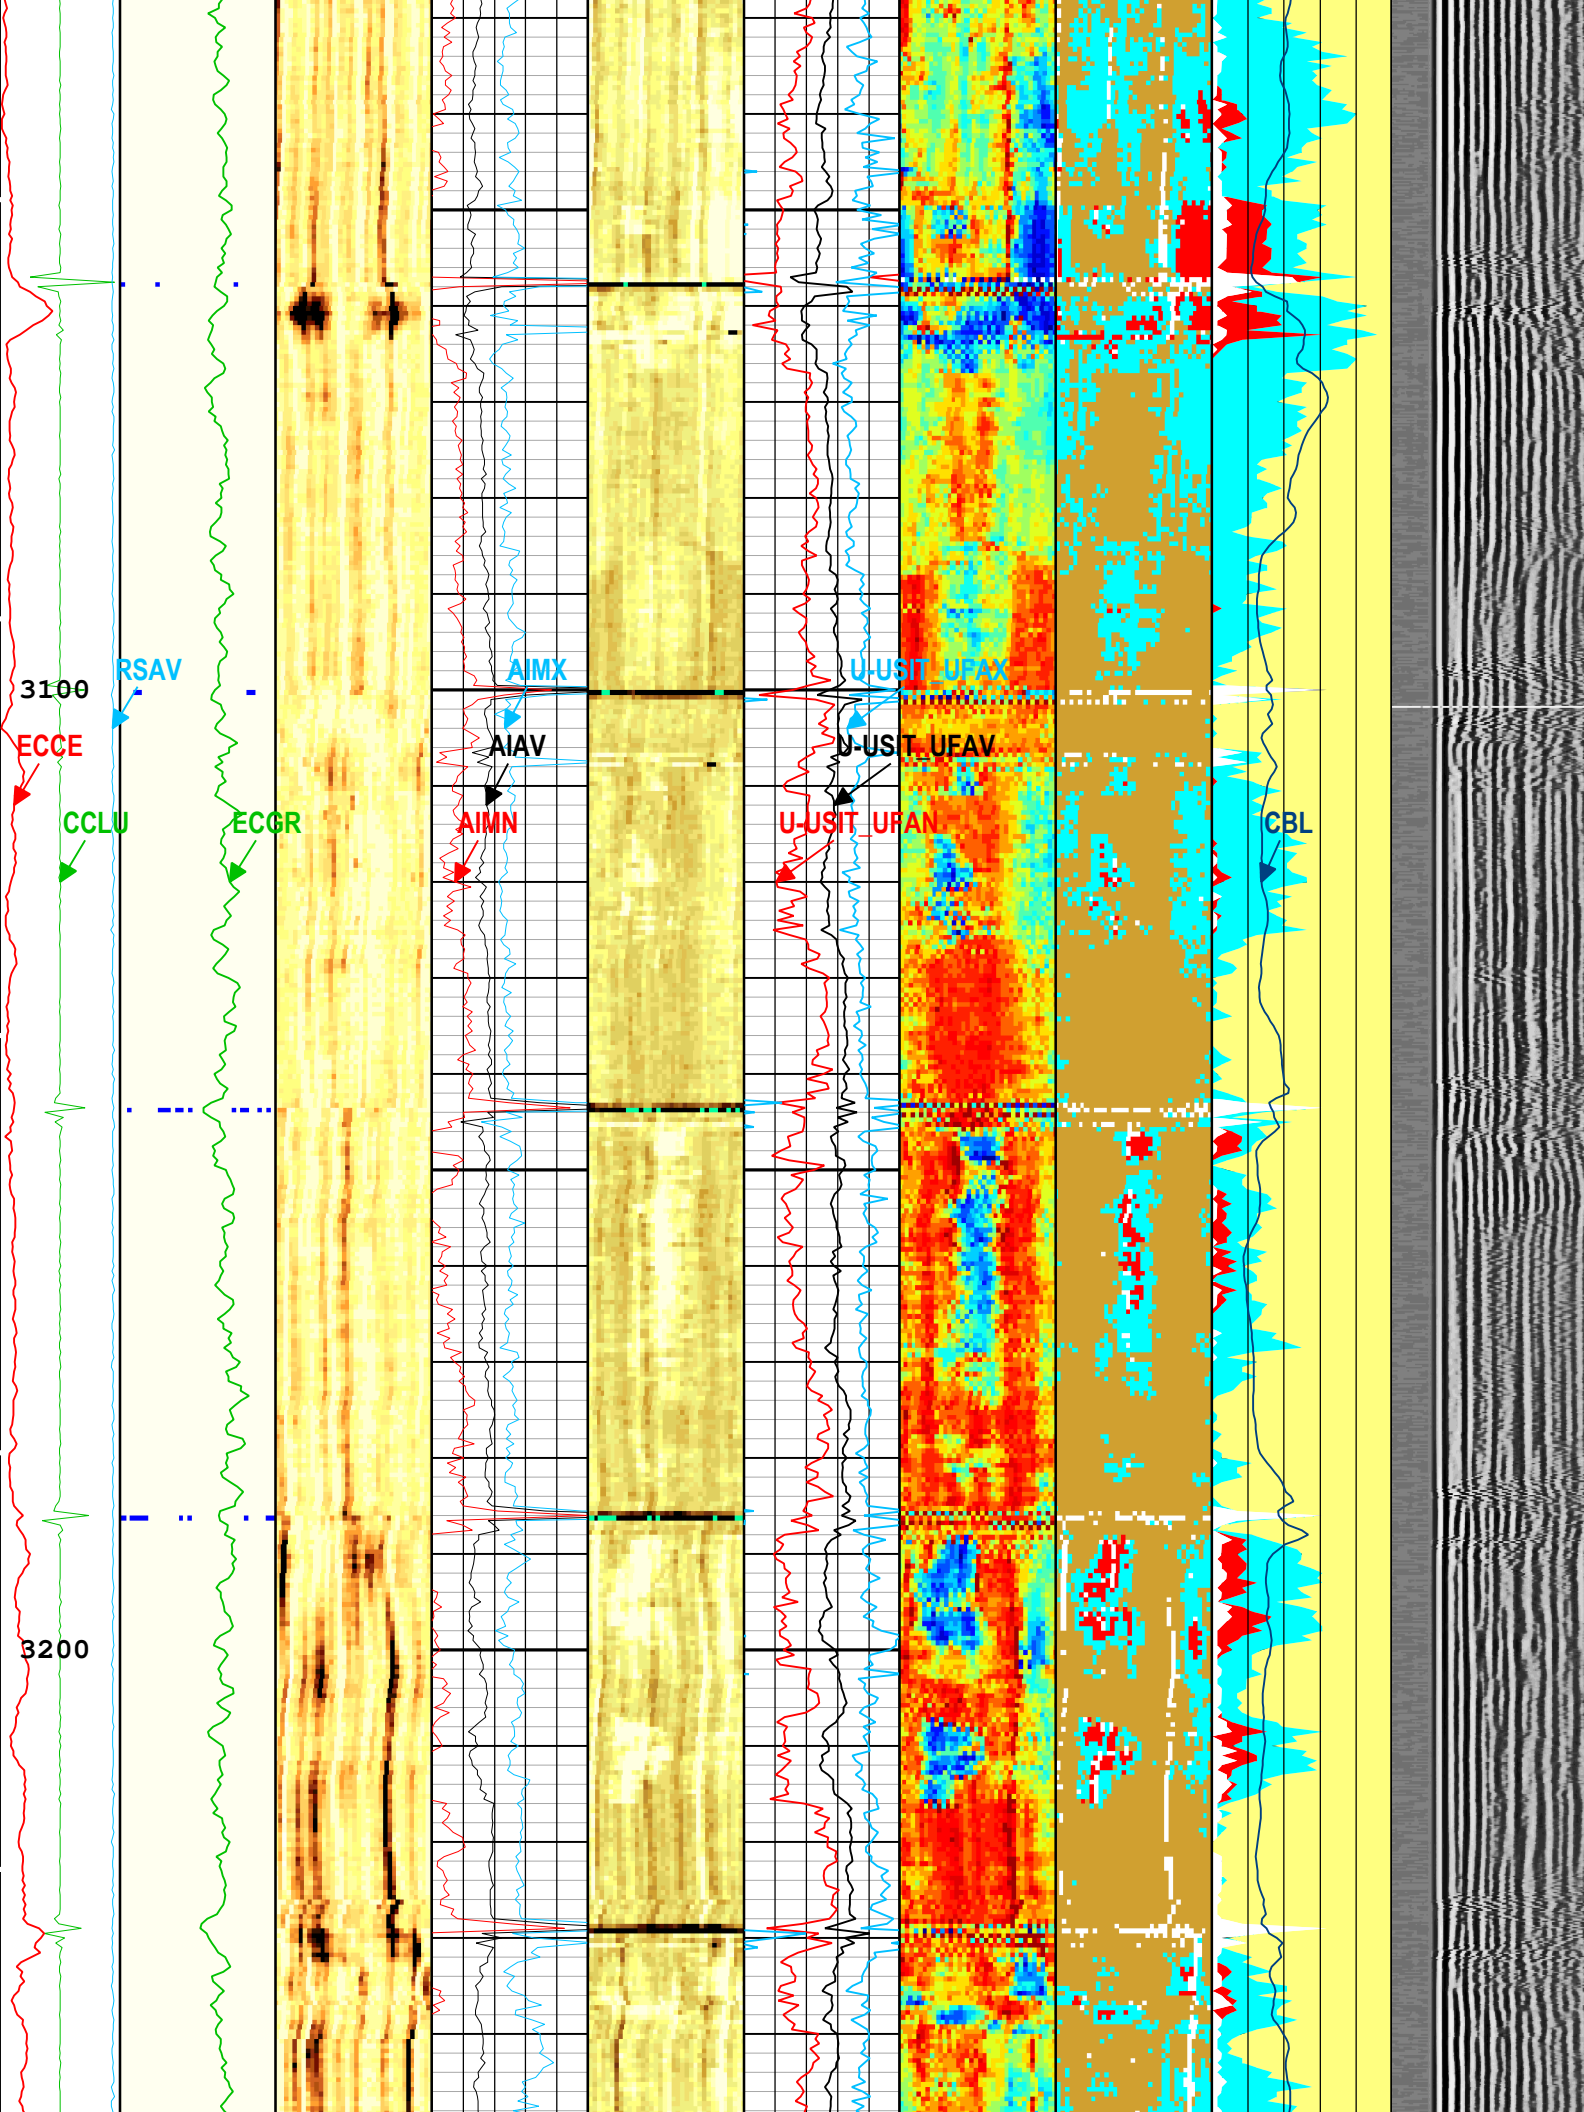 RSAV AIMX U-USIT_UFAX
3100
ECCE AIAV U-USIT_UFAV
CCLU ECGR AIMN U-USIT_UFAN CBL
3200